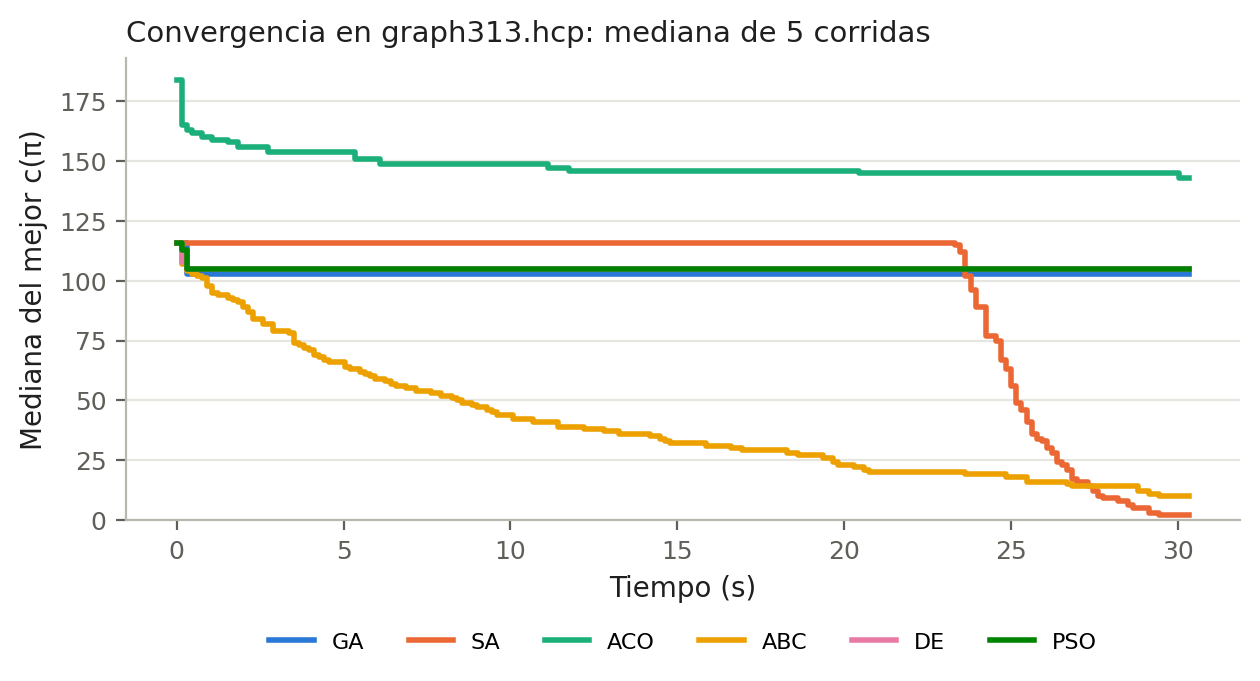 Convergencia en graph313.hcp: mediana de 5 corridas
Mediana del mejor c(π)
175
150
125
100
75
50
25
0
0 5 10 15 20 25 30
Tiempo (s)
GA SA ACO ABC DE PSO